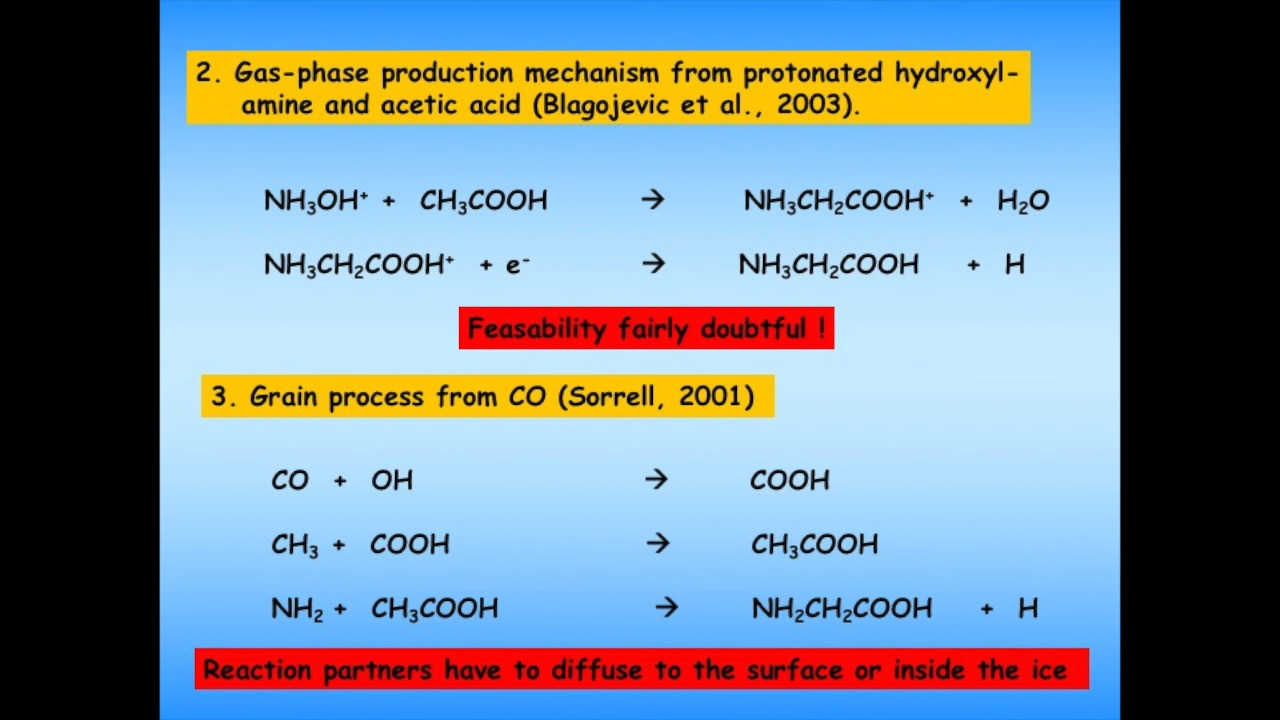 2. Gas-phase production mechanism from protonated hydroxyl-
amine and acetic acid (Blagojevic et al., 2003).
NH₃OH⁺ + CH₃COOH → NH₃CH₂COOH⁺ + H₂O
NH₃CH₂COOH⁺ + e⁻ → NH₃CH₂COOH + H
Feasability fairly doubtful !
3. Grain process from CO (Sorrell, 2001)
CO + OH → COOH
CH₃ + COOH → CH₃COOH
NH₂ + CH₃COOH → NH₂CH₂COOH + H
Reaction partners have to diffuse to the surface or inside the ice